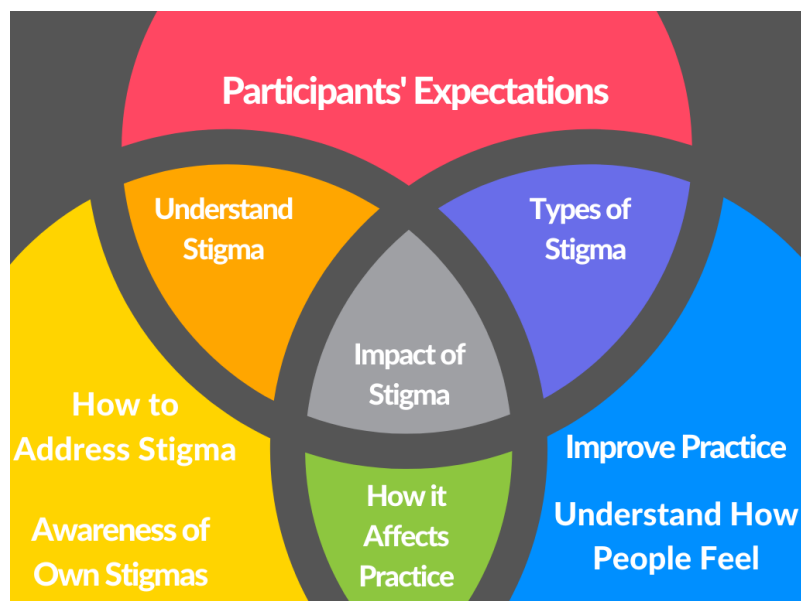 Participants' Expectations
Understand
Stigma
Types of
Stigma
Impact of
Stigma
How to
Address Stigma
Awareness of
Own Stigmas
How it
Affects
Practice
Improve Practice
Understand How
People Feel